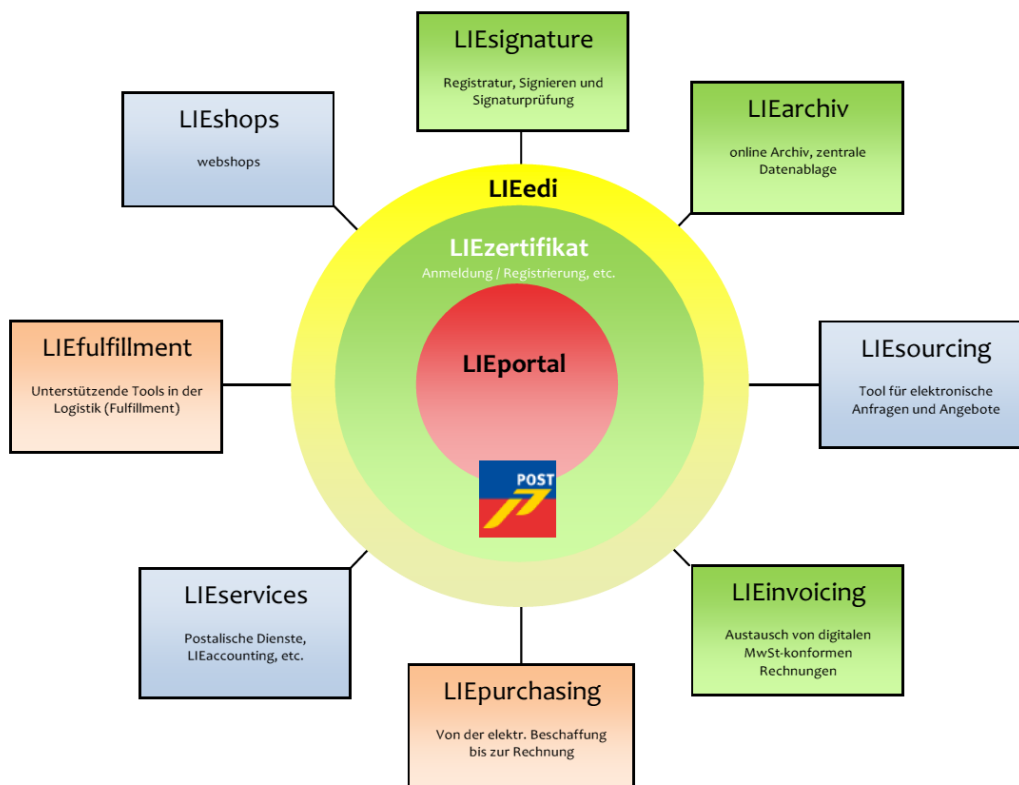 LIEsignature
Registratur, Signieren und
Signaturprüfung
LIEshops
webshops
LIEarchiv
online Archiv, zentrale
Datenablage
LIEedi
LIEzertifikat
Anmeldung / Registrierung, etc.
LIEportal
POST
LIEfulfillment
Unterstützende Tools in der
Logistik (Fulfillment)
LIEsourcing
Tool für elektronische
Anfragen und Angebote
LIEservices
Postalische Dienste,
LIEaccounting, etc.
LIEinvoicing
Austausch von digitalen
MwSt-konformen
Rechnungen
LIEpurchasing
Von der elektr. Beschaffung
bis zur Rechnung